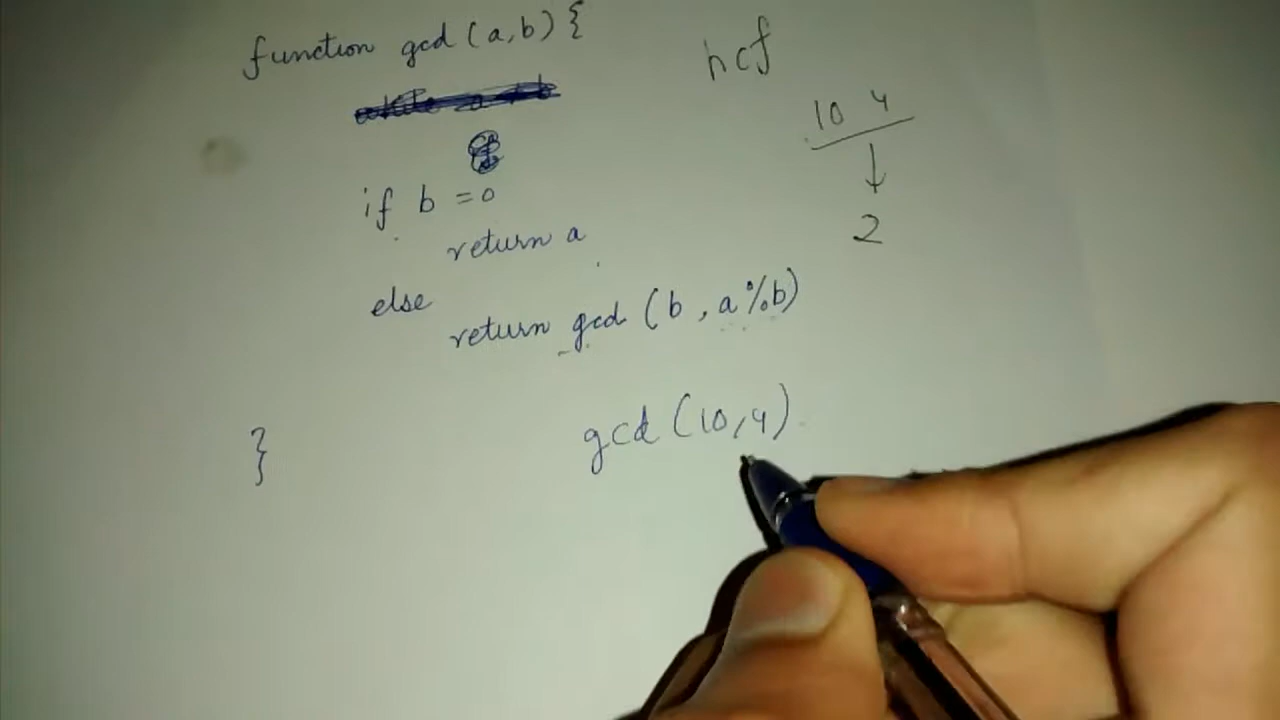 function gcd (a,b) {
if b = 0
return a
else
return gcd (b , a%b)
}
hcf
10 4
↓
2
gcd (10,4)